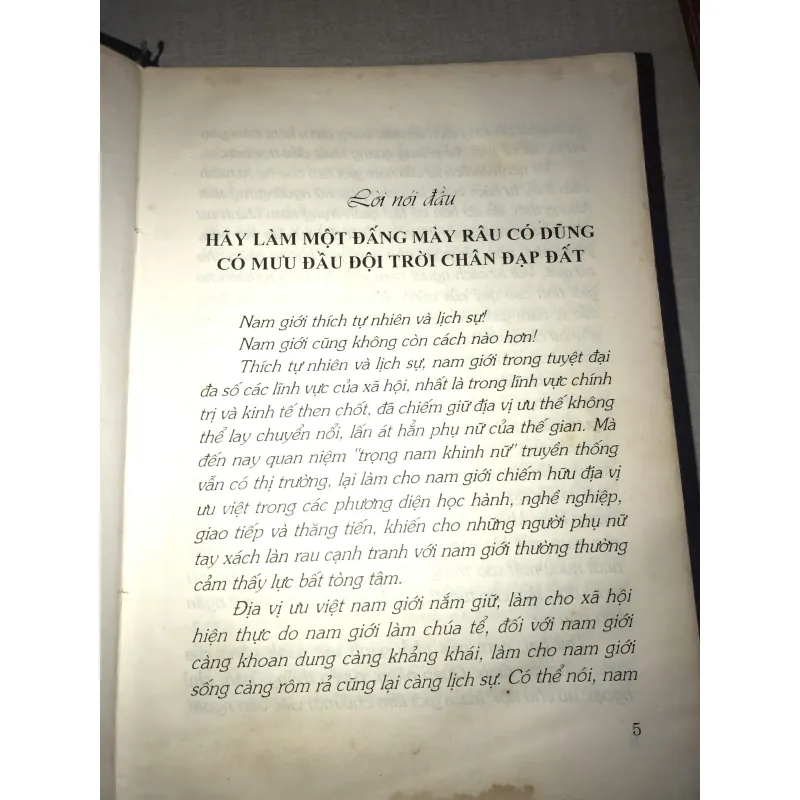 Lời nói đầu
HÃY LÀM MỘT ĐẤNG MÀY RÂU CÓ DŨNG
CÓ MƯU ĐẦU ĐỘI TRỜI CHÂN ĐẠP ĐẤT
Nam giới thích tự nhiên và lịch sự!
Nam giới cũng không còn cách nào hơn!
Thích tự nhiên và lịch sự, nam giới trong tuyệt đại
đa số các lĩnh vực của xã hội, nhất là trong lĩnh vực chính
trị và kinh tế then chốt, đã chiếm giữ địa vị ưu thế không
thể lay chuyển nổi, lấn át hẳn phụ nữ của thế gian. Mà
đến nay quan niệm "trọng nam khinh nữ" truyền thống
vẫn có thị trường, lại làm cho nam giới chiếm hữu địa vị
ưu việt trong các phương diện học hành, nghề nghiệp,
giao tiếp và thăng tiến, khiến cho những người phụ nữ
tay xách làn rau cạnh tranh với nam giới thường thường
cảm thấy lực bất tòng tâm.
Địa vị ưu việt nam giới nắm giữ, làm cho xã hội
hiện thực do nam giới làm chúa tể, đối với nam giới
càng khoan dung càng khảng khái, làm cho nam giới
sống càng rôm rả cũng lại càng lịch sự. Có thể nói, nam
5